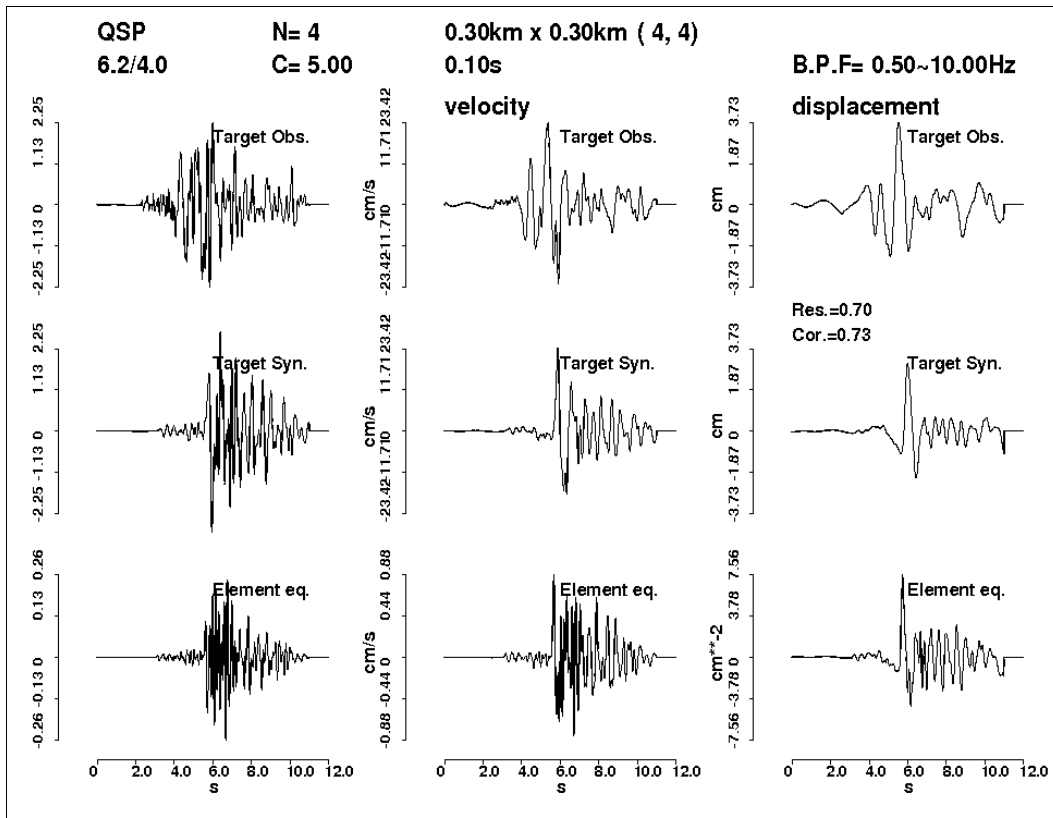 QSP N= 4 0.30km x 0.30km ( 4, 4)
6.2/4.0 C= 5.00 0.10s B.P.F= 0.50~10.00Hz
velocity displacement
Target Obs. Target Obs. Target Obs.
2.25 1.13 0 -1.13 -2.25
cm/s 23.42 11.71 0 -11.71 -23.42
cm 3.73 1.87 0 -1.87 -3.73
Res.=0.70
Cor.=0.73
Target Syn. Target Syn. Target Syn.
2.25 1.13 0 -1.13 -2.25
cm/s 23.42 11.71 0 -11.71 -23.42
cm 3.73 1.87 0 -1.87 -3.73
Element eq. Element eq. Element eq.
0.26 0.13 0 -0.13 -0.26
cm/s 0.88 0.44 0 -0.44 -0.88
cm**-2 7.56 3.78 0 -3.78 -7.56
0 2.0 4.0 6.0 8.0 10.0 12.0 0 2.0 4.0 6.0 8.0 10.0 12.0 0 2.0 4.0 6.0 8.0 10.0 12.0
s s s